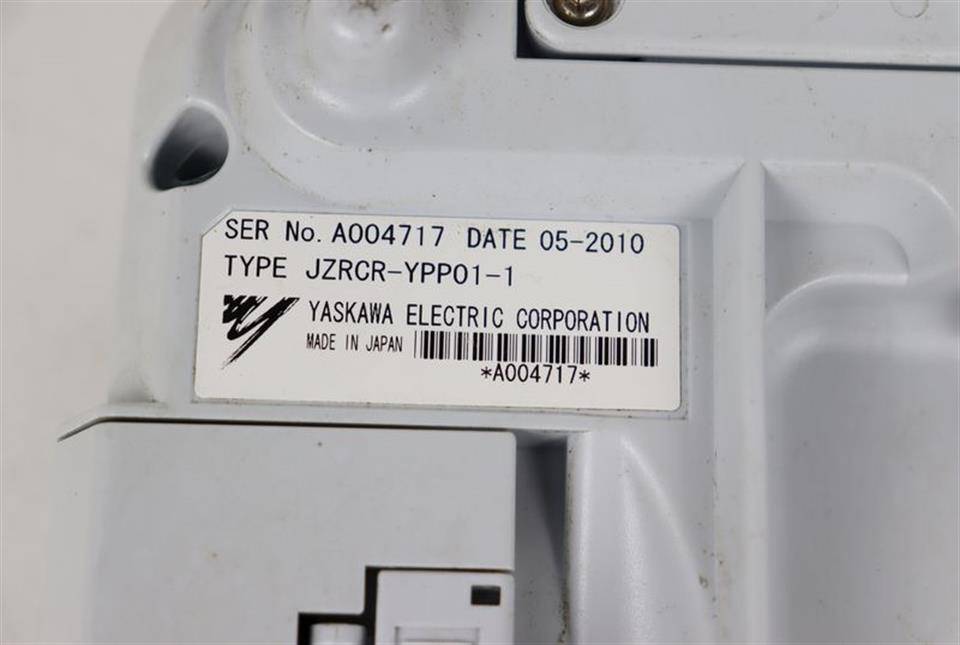 SER No. A004717 DATE 05-2010
TYPE JZRCR-YPP01-1
YASKAWA ELECTRIC CORPORATION
MADE IN JAPAN
*A004717*